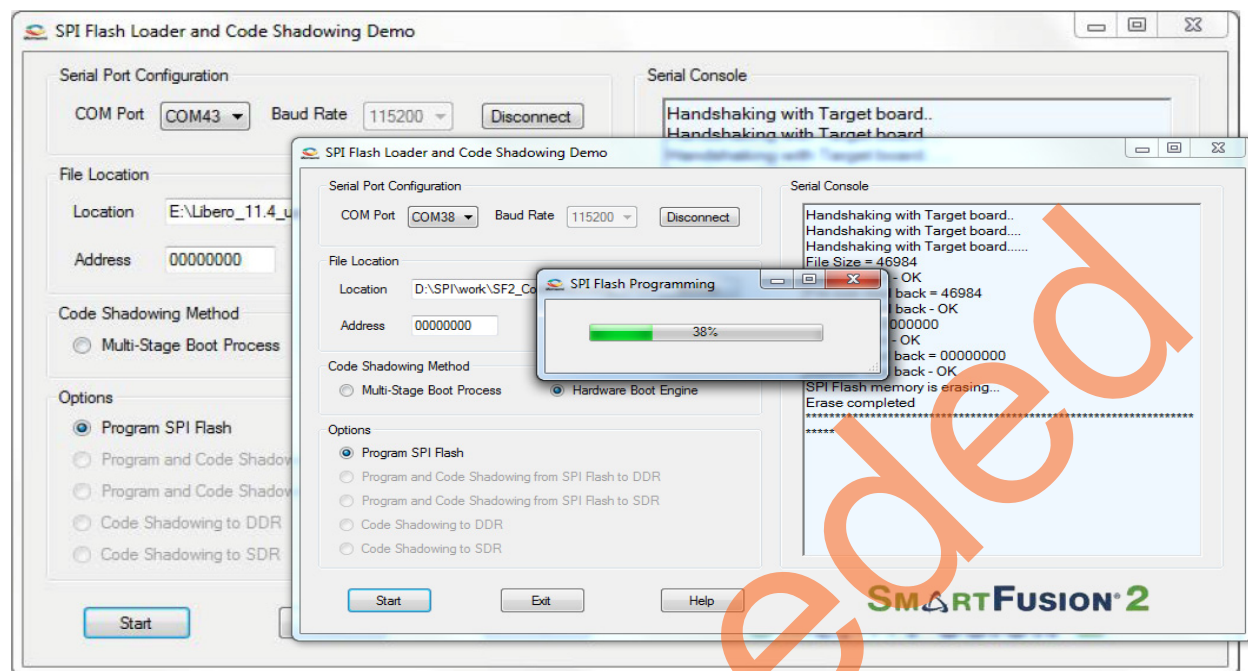 SPI Flash Loader and Code Shadowing Demo
Serial Port Configuration
COM Port COM43 Baud Rate 115200 Disconnect
Serial Console
Handshaking with Target board..
Handshaking with Target board
File Location
Location E:\Libero_11.4_u
Address 00000000
Code Shadowing Method
Multi-Stage Boot Process
Options
Program SPI Flash
Program and Code Shadow
Program and Code Shadow
Code Shadowing to DDR
Code Shadowing to SDR
Start
SPI Flash Loader and Code Shadowing Demo
Serial Port Configuration
COM Port COM38 Baud Rate 115200 Disconnect
File Location
Location D:\SPI\work\SF2_Co
Address 00000000
Code Shadowing Method
Multi-Stage Boot Process Hardware Boot Engine
Options
Program SPI Flash
Program and Code Shadowing from SPI Flash to DDR
Program and Code Shadowing from SPI Flash to SDR
Code Shadowing to DDR
Code Shadowing to SDR
Start Exit Help
Serial Console
Handshaking with Target board..
Handshaking with Target board....
Handshaking with Target board......
File Size = 46984
- OK
back = 46984
back - OK
000000
- OK
back = 00000000
back - OK
SPI Flash memory is erasing...
Erase completed
*****************************************************************************
*****
SmartFusion®2
SPI Flash Programming
38%
eded